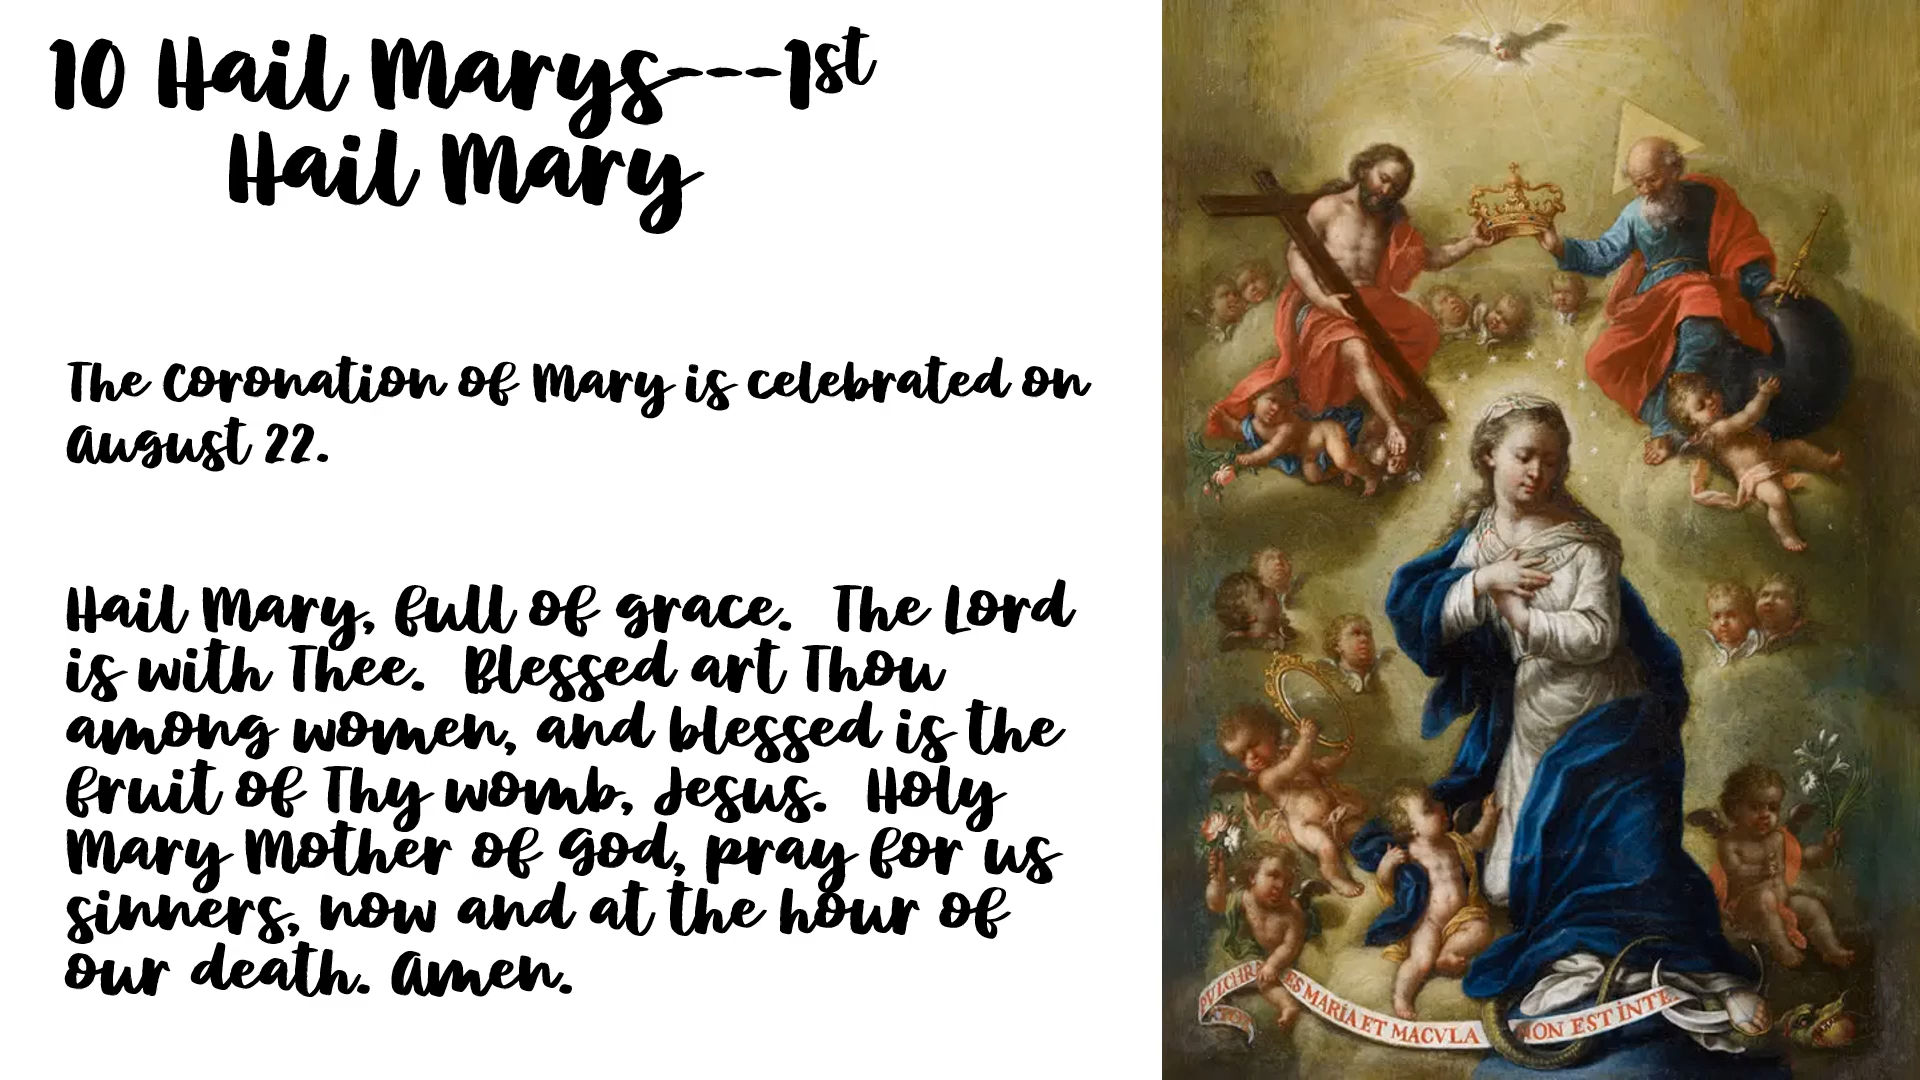 10 Hail Marys---1st
Hail Mary
The Coronation of Mary is celebrated on
August 22.
Hail Mary, full of grace.  The Lord
is with Thee.  Blessed art Thou
among women, and blessed is the
fruit of Thy womb, Jesus.  Holy
Mary Mother of God, pray for us
sinners, now and at the hour of
our death. Amen.
ES MARÍA ET MACVLA NON EST INTE